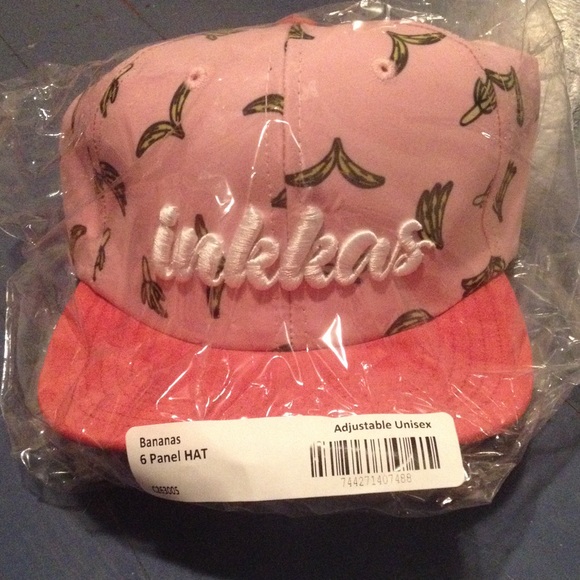 inkkas
Bananas
Adjustable Unisex
6 Panel HAT
744271407488